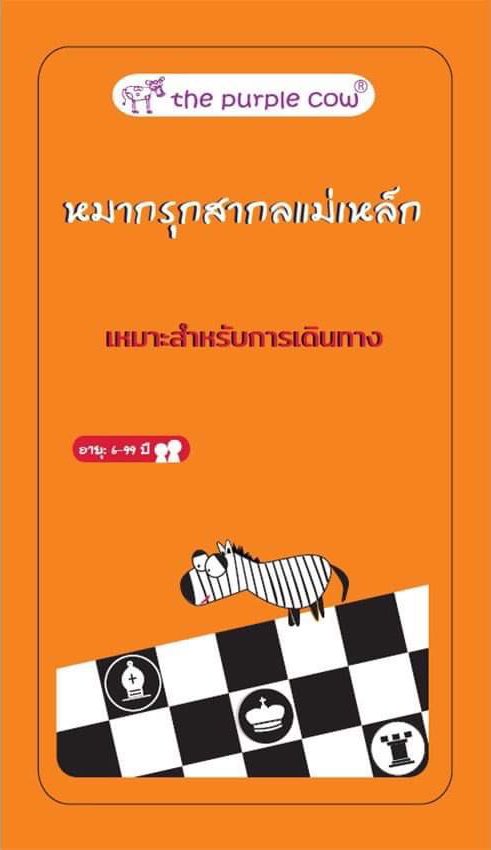 the purple cow®
หมากรุกสากลแม่เหล็ก
เหมาะสำหรับการเดินทาง
อายุ: 6-99 ปี